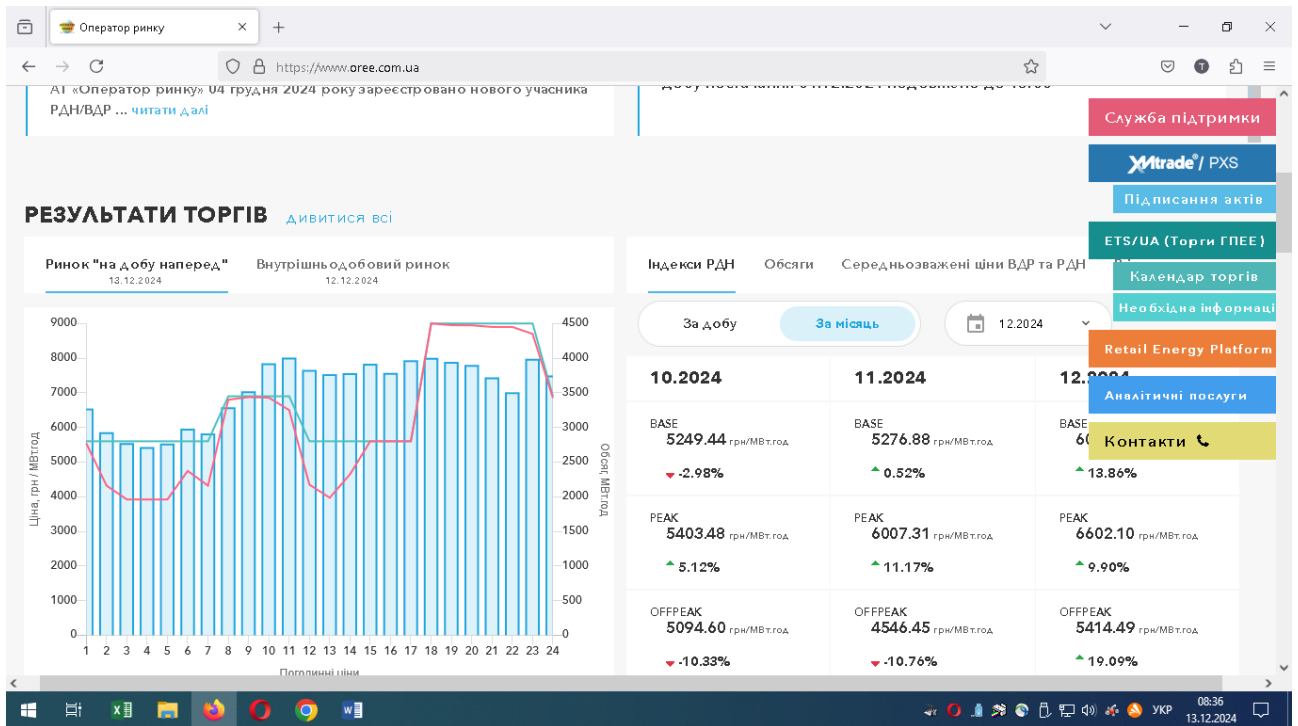 Оператор ринку
https://www.oree.com.ua
АТ «Оператор ринку» 04 грудня 2024 року зареєстровано нового учасника
РДН/ВДР ... читати далі
Служба підтримки
XMtrade®/ PXS
Підписання актів
ETS/UA (Торги ГПЕЕ)
Календар торгів
Необхідна інформаці
Retail Energy Platform
Аналітичні послуги
Контакти
РЕЗУЛЬТАТИ ТОРГІВ дивитися всі
Ринок "на добу наперед"
13.12.2024
Внутрішньодобовий ринок
12.12.2024
Індекси РДН
Обсяги
Середньозважені ціни ВДР та РДН
За добу
За місяць
12.2024
Ціна, грн / МВт.год
9000
8000
7000
6000
5000
4000
3000
2000
1000
0
4500
4000
3500
3000
2500
2000
1500
1000
500
0
Обсяг, МВт.год
1 2 3 4 5 6 7 8 9 10 11 12 13 14 15 16 17 18 19 20 21 22 23 24
Погодинні ціни
10.2024
11.2024
12.2024
BASE
5249.44 грн/МВт.год
-2.98%
BASE
5276.88 грн/МВт.год
0.52%
BASE
13.86%
PEAK
5403.48 грн/МВт.год
5.12%
PEAK
6007.31 грн/МВт.год
11.17%
PEAK
6602.10 грн/МВт.год
9.90%
OFFPEAK
5094.60 грн/МВт.год
-10.33%
OFFPEAK
4546.45 грн/МВт.год
-10.76%
OFFPEAK
5414.49 грн/МВт.год
19.09%
УКР
08:36
13.12.2024